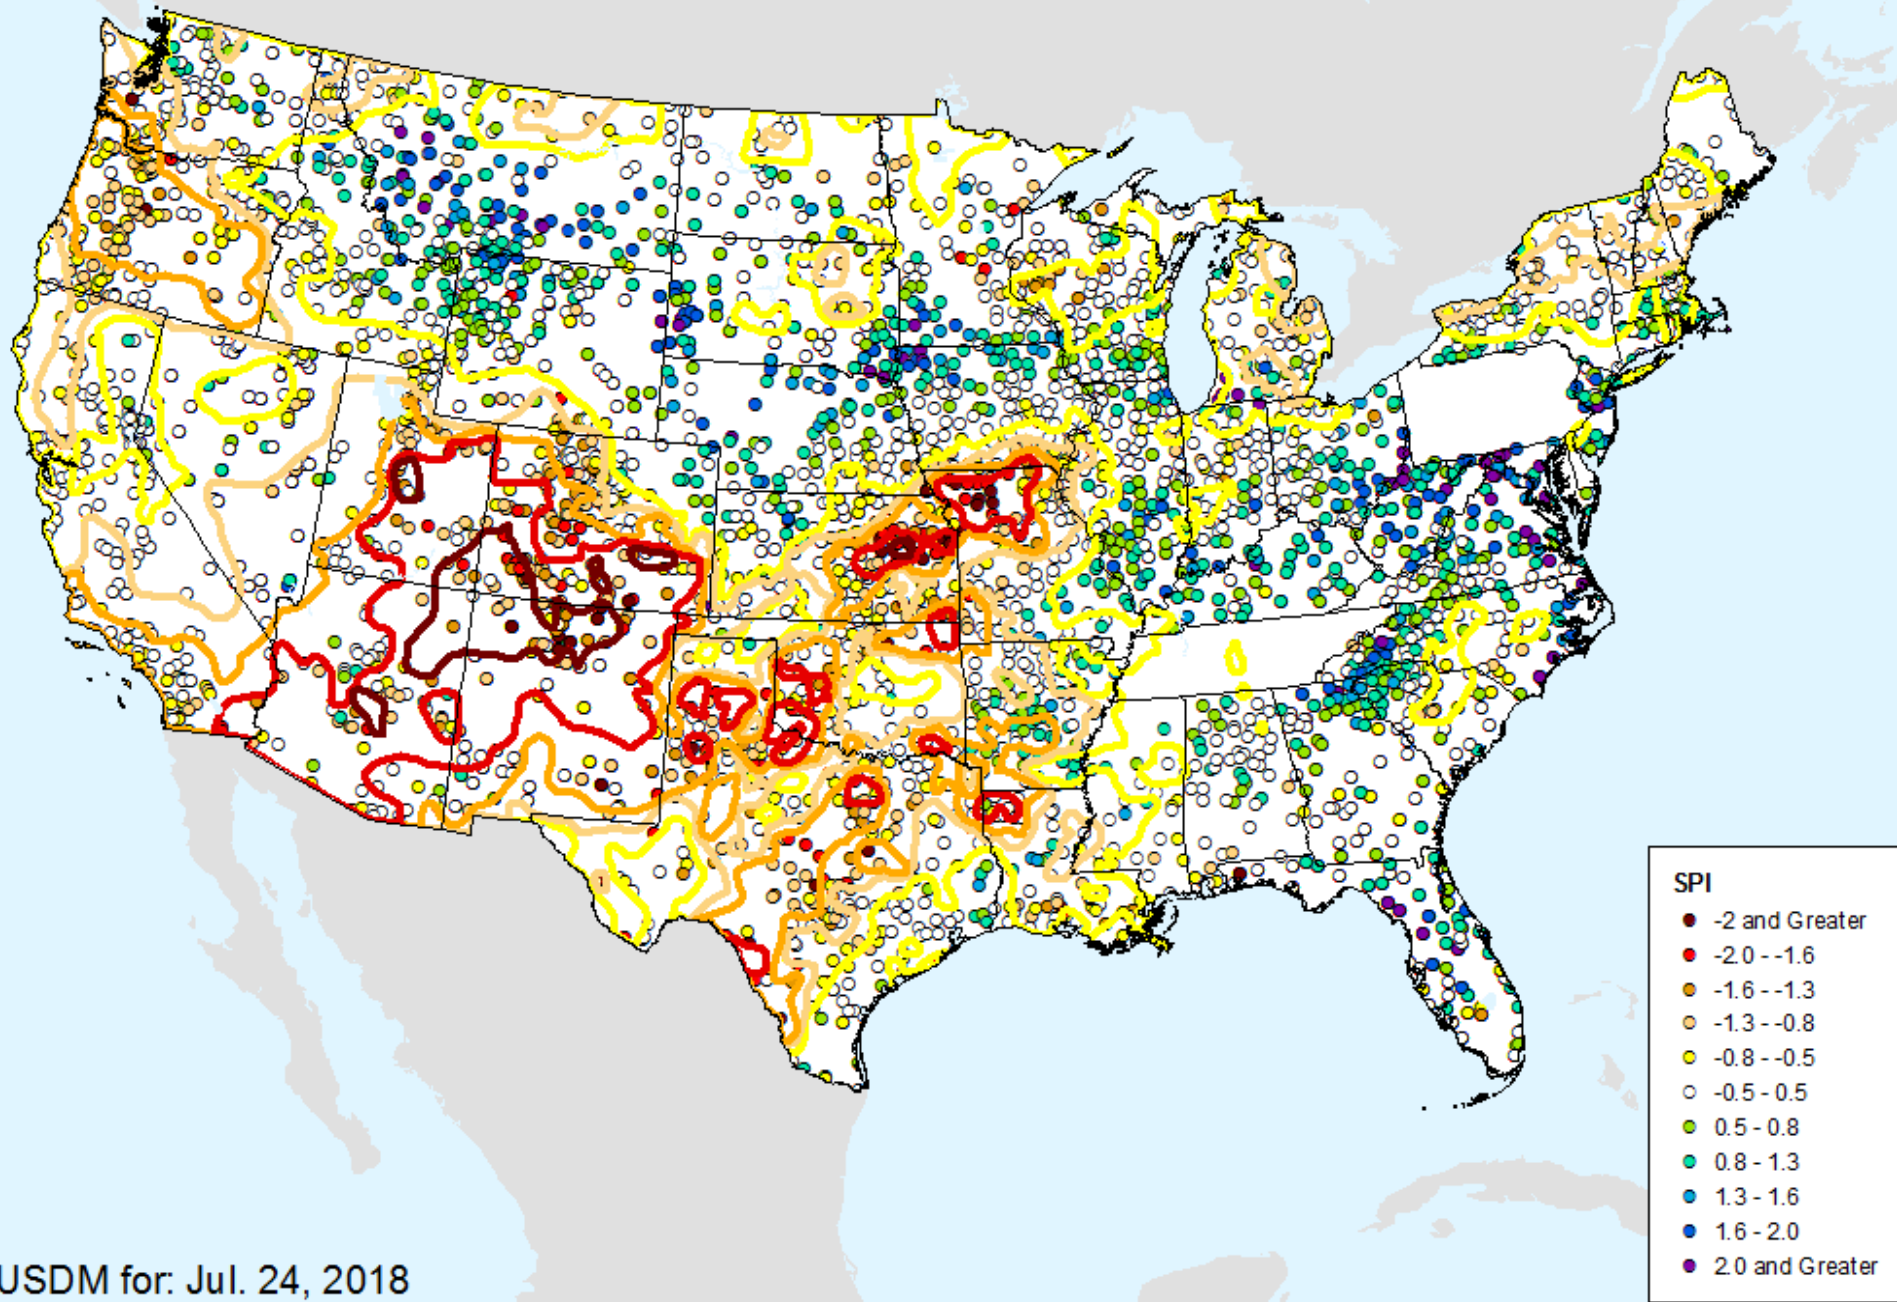 SPI
-2 and Greater
-2.0 - -1.6
-1.6 - -1.3
-1.3 - -0.8
-0.8 - -0.5
-0.5 - 0.5
0.5 - 0.8
0.8 - 1.3
1.3 - 1.6
1.6 - 2.0
2.0 and Greater
USDM for: Jul. 24, 2018